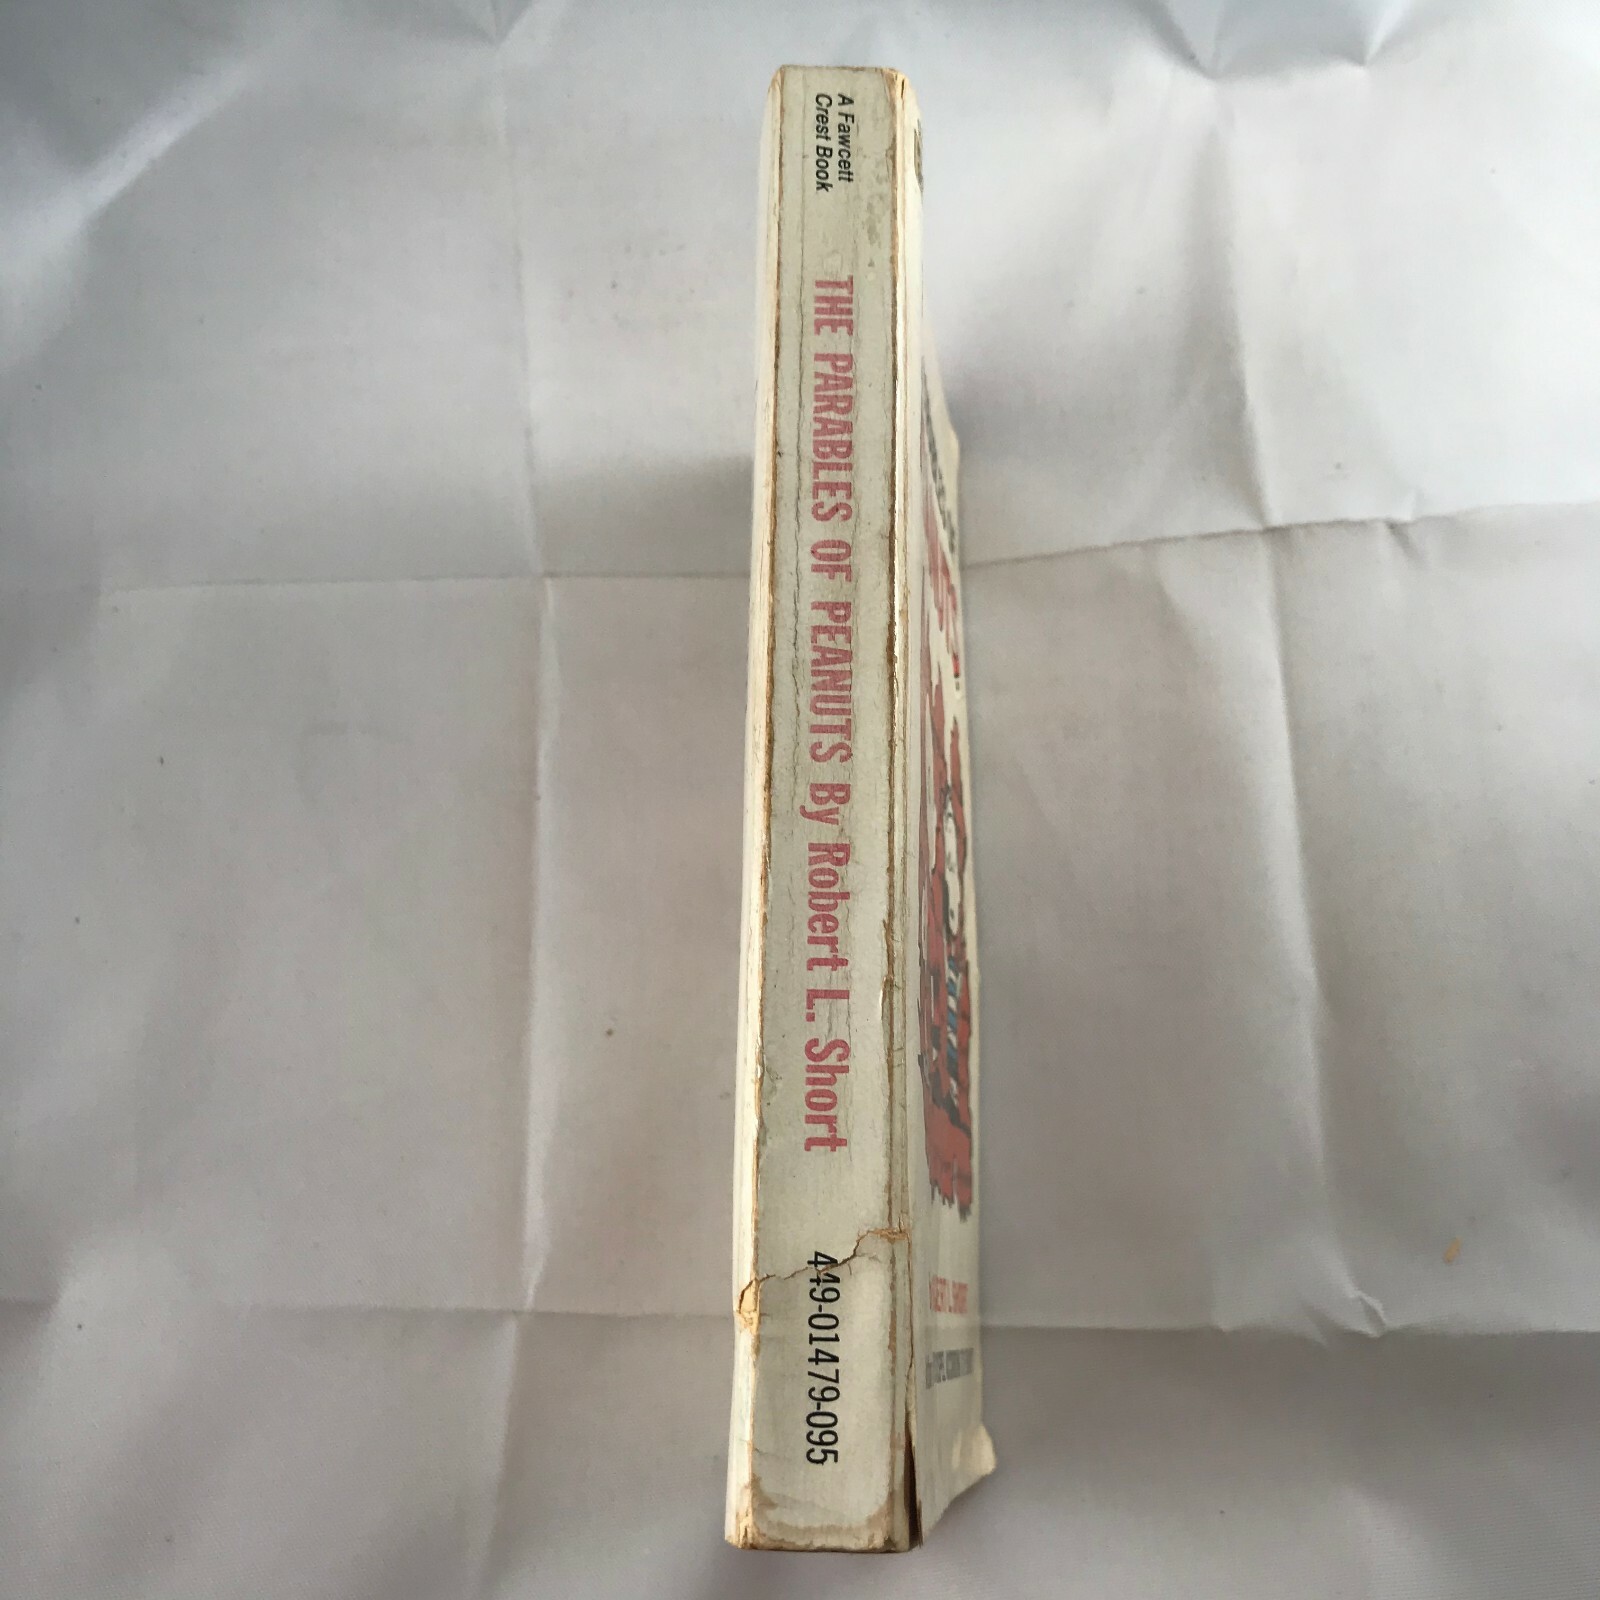 A Fawcett
Crest Book
THE PARABLES OF PEANUTS By Robert L. Short
449-01479-095